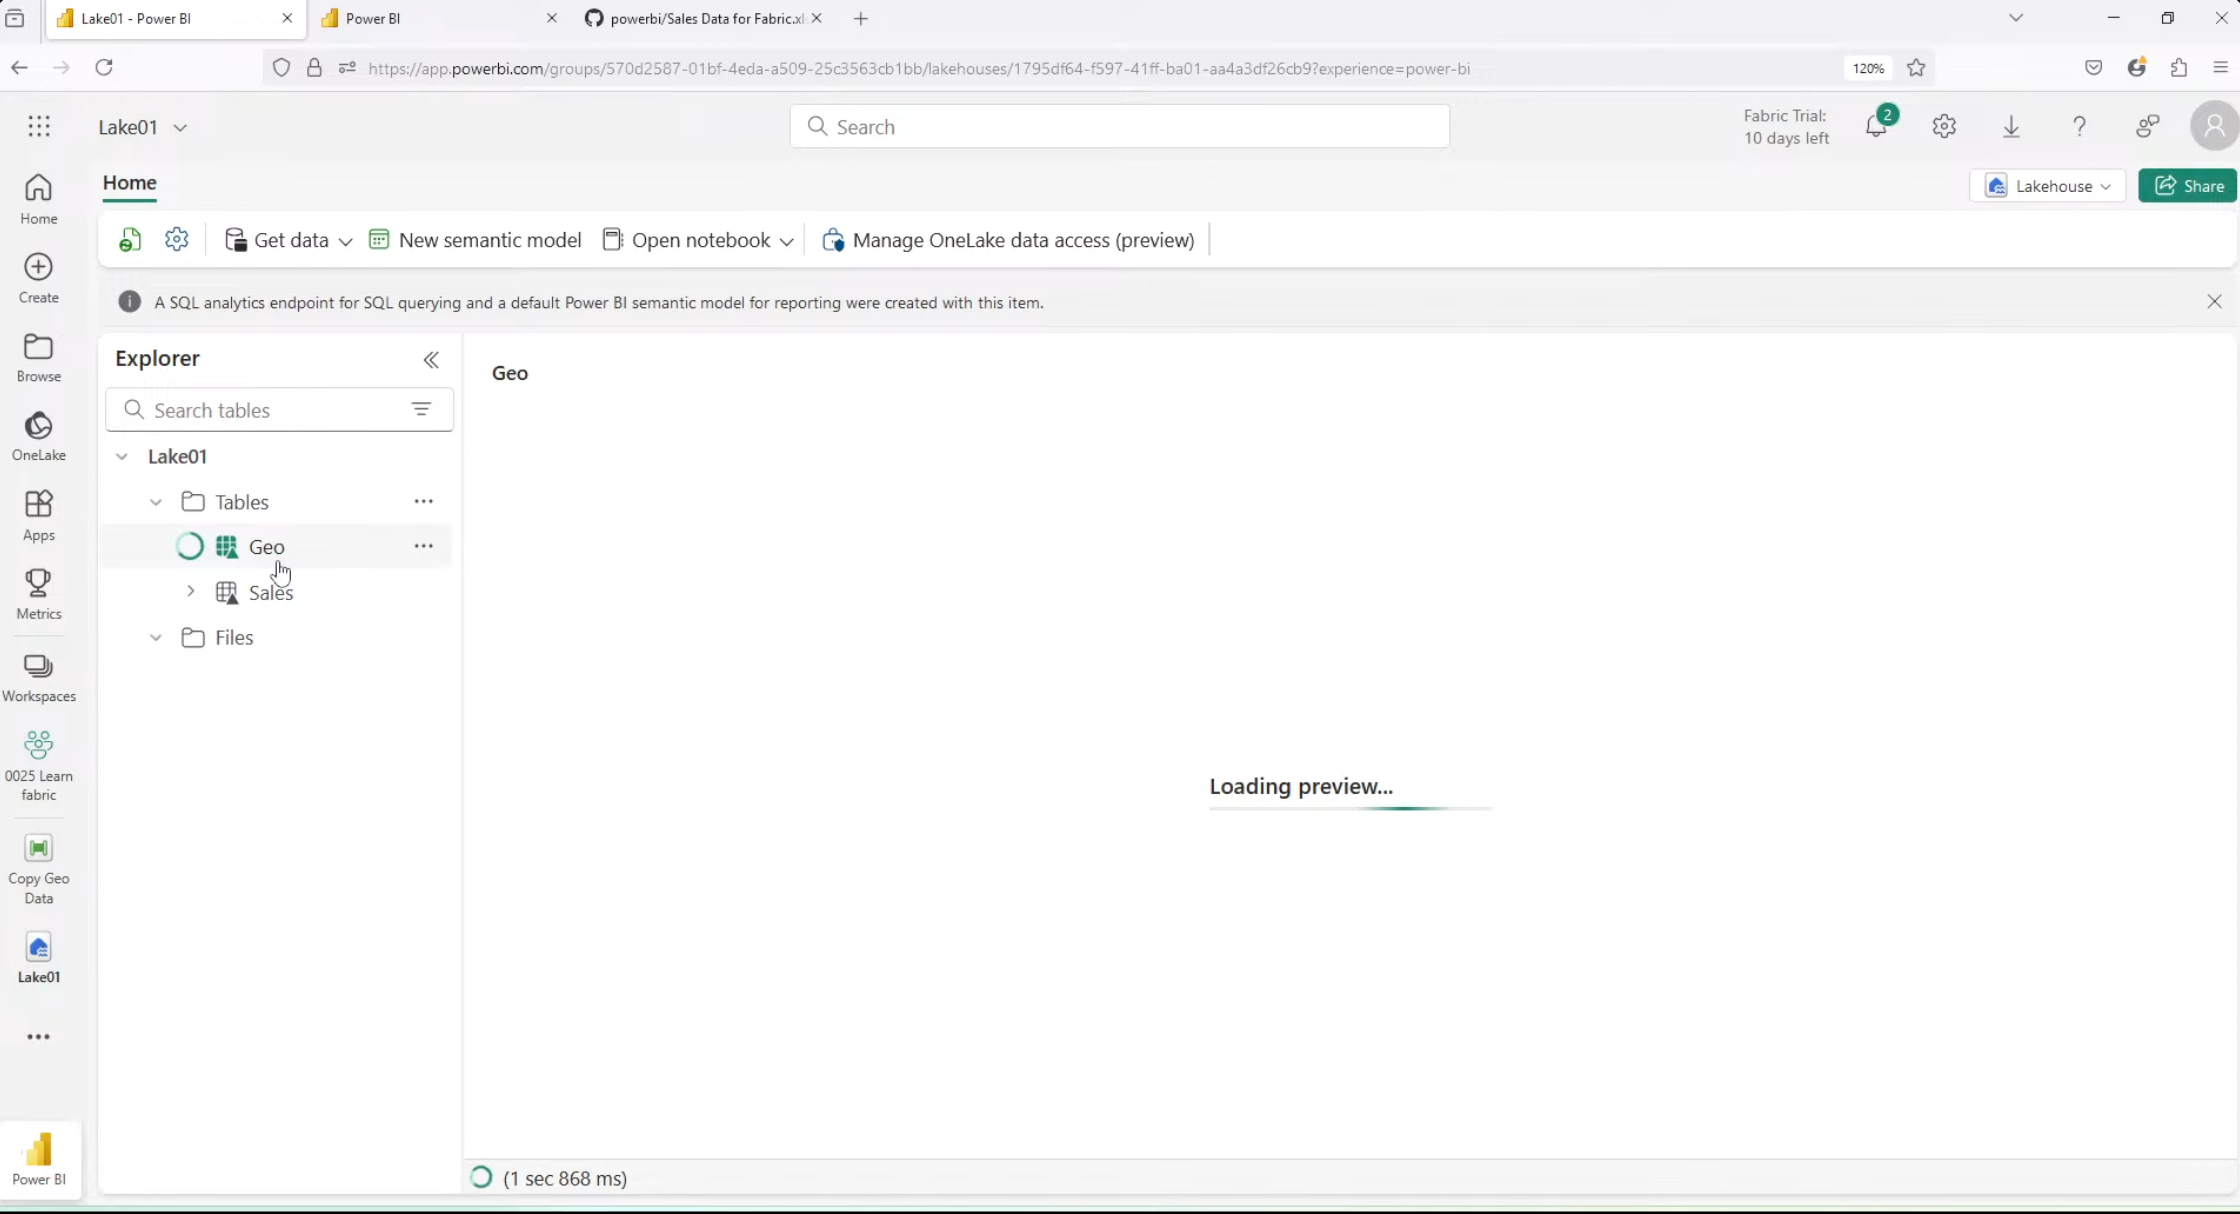 Lake01 - Power BI
Power BI
powerbi/Sales Data for Fabric.xl
https://app.powerbi.com/groups/570d2587-01bf-4eda-a509-25c3563cb1bb/lakehouses/1795df64-f597-41ff-ba01-aa4a3df26cb9?experience=power-bi
120%
Lake01
Search
Fabric Trial:
10 days left
2
Home
Lakehouse
Share
Get data
New semantic model
Open notebook
Manage OneLake data access (preview)
A SQL analytics endpoint for SQL querying and a default Power BI semantic model for reporting were created with this item.
Home
Create
Browse
OneLake
Apps
Metrics
Workspaces
0025 Learn
fabric
Copy Geo
Data
Lake01
Power BI
Explorer
Search tables
Lake01
Tables
Geo
Sales
Files
Geo
Loading preview...
(1 sec 868 ms)